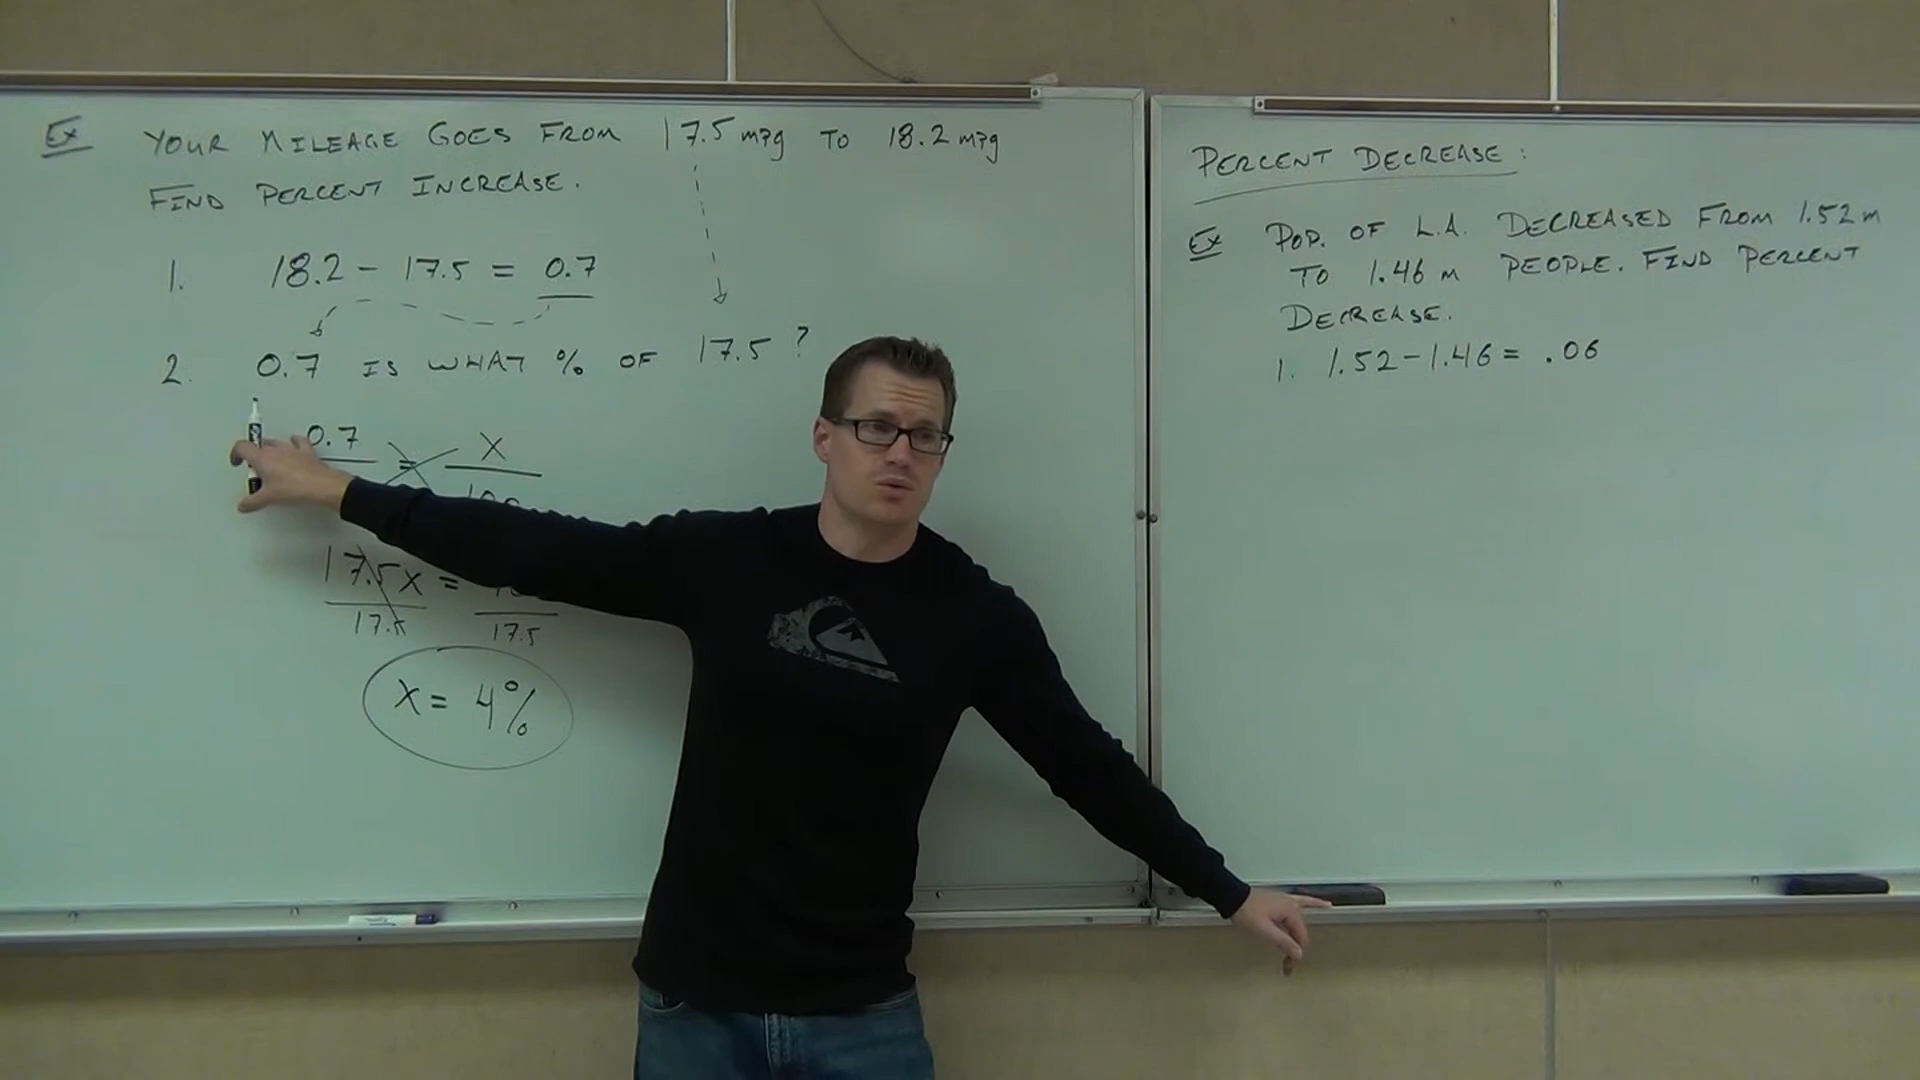 Ex YOUR MILEAGE GOES FROM 17.5 mpg TO 18.2 mpg
FIND PERCENT INCREASE.
1. 18.2 - 17.5 = 0.7
2. 0.7 IS WHAT % OF 17.5 ?
0.7 = X
100
17.5X =
17.5 17.5
X = 4%
PERCENT DECREASE :
Ex POP. OF L.A. DECREASED FROM 1.52 m
TO 1.46 m PEOPLE. FIND PERCENT
DECREASE.
1. 1.52 - 1.46 = .06